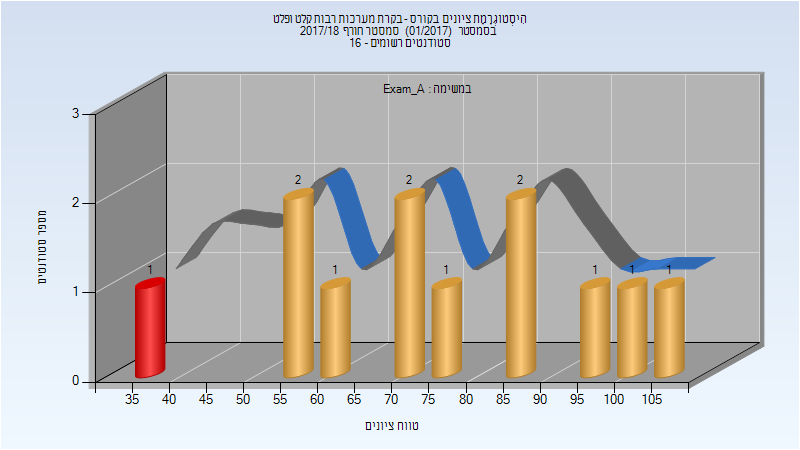 היסטוגרמת ציונים בקורס - בקרת מערכות רבות קלט ופלט
בסמסטר (01/2017) סמסטר חורף 2017/18
סטודנטים רשומים - 16
במשימה : Exam_A
מספר סטודנטים
3
2
1
0
1 2 1 2 1 2 1 1 1
35 40 45 50 55 60 65 70 75 80 85 90 95 100 105
טווח ציונים